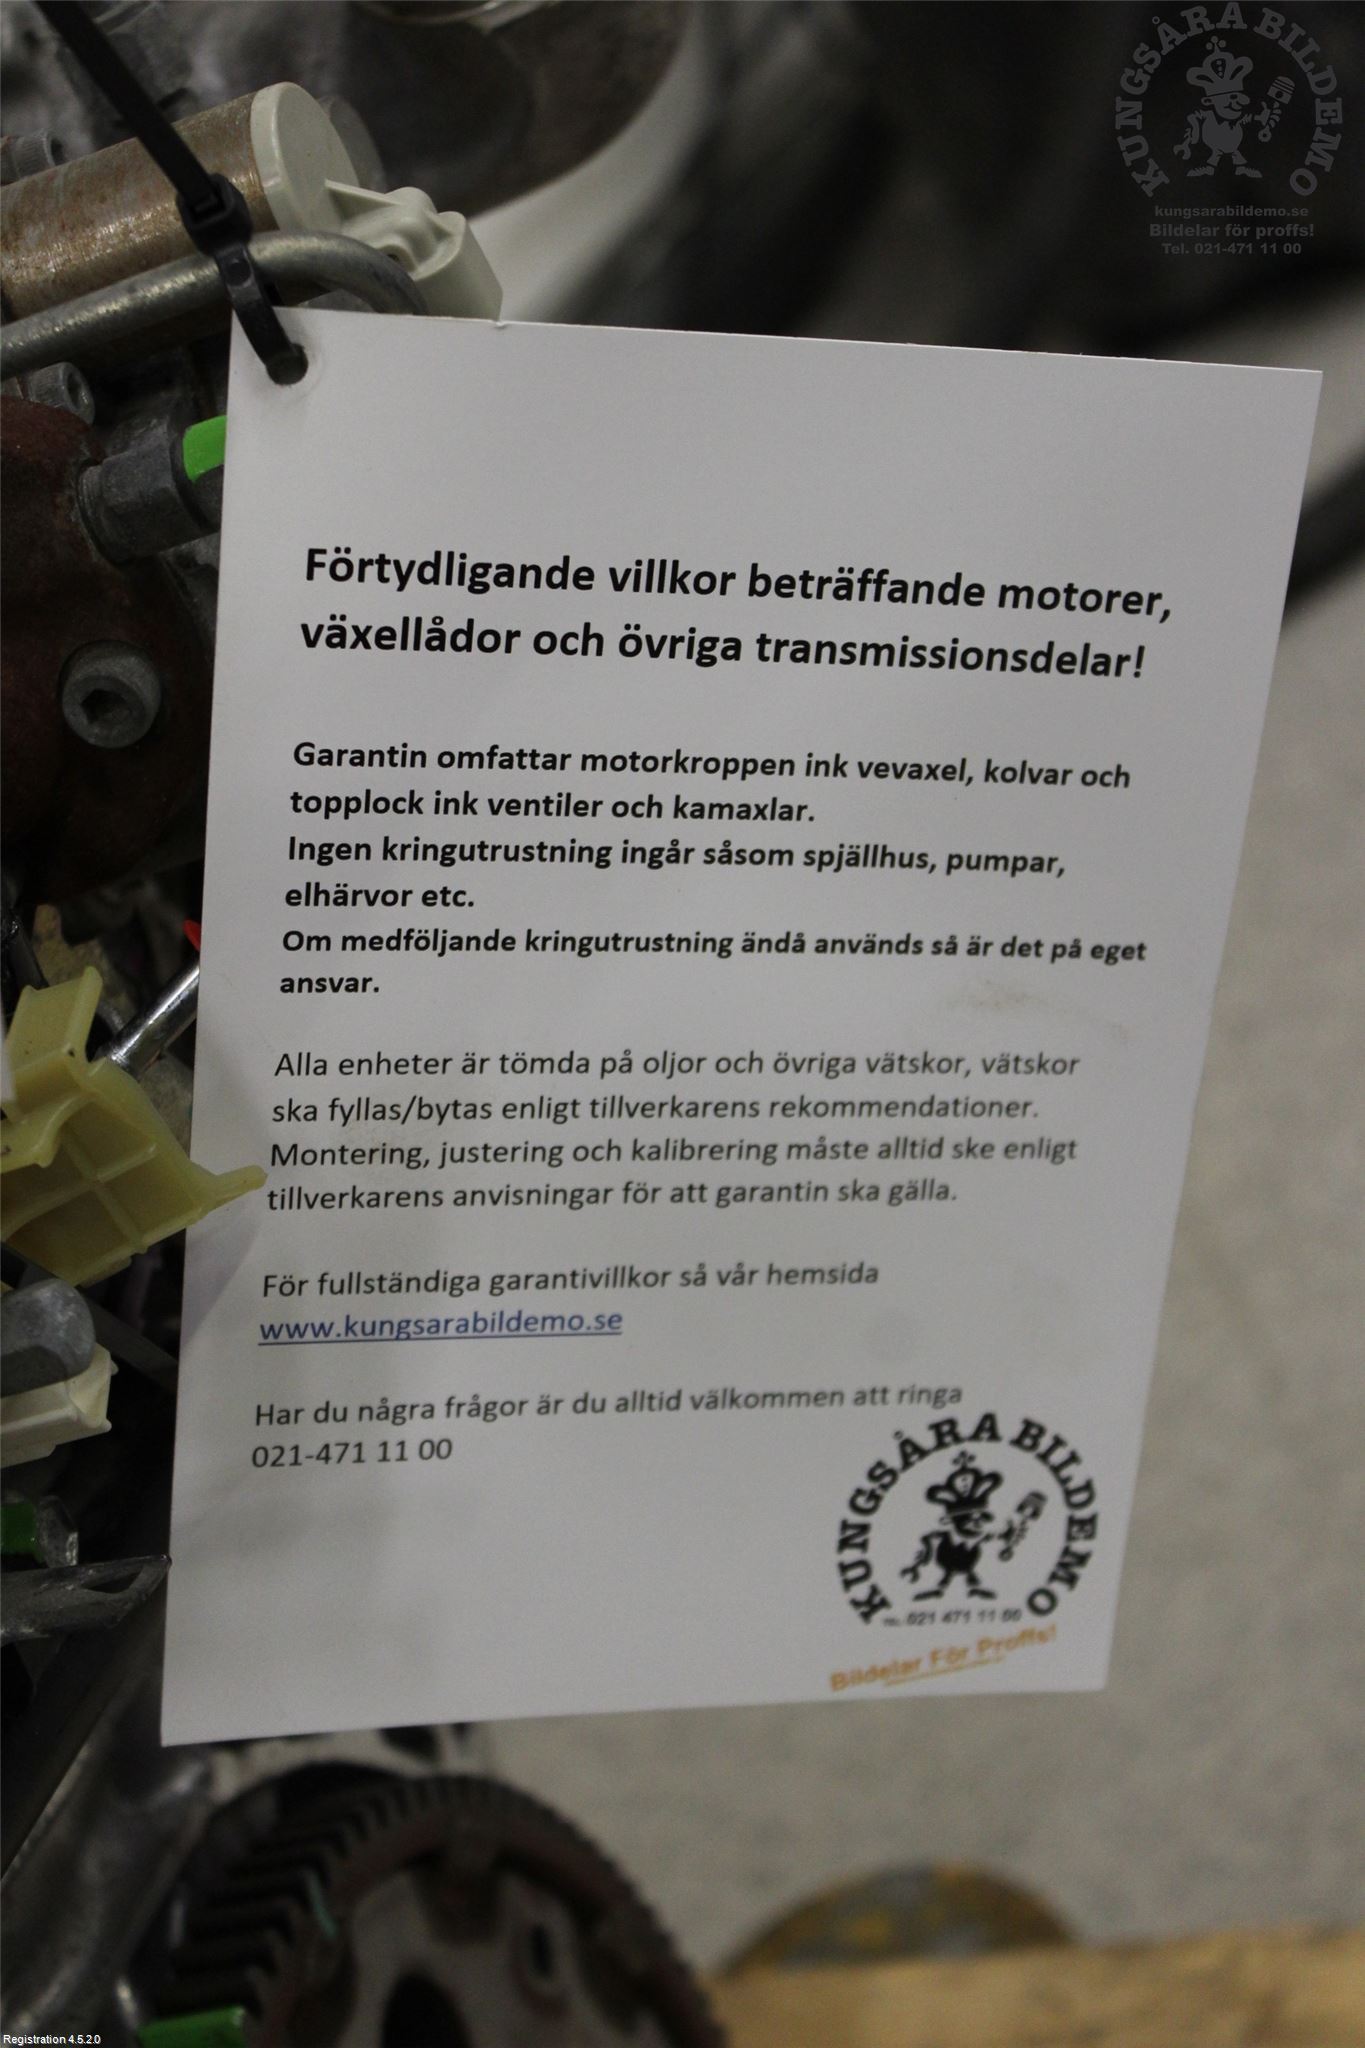 KUNGSÅRA BILDEMO
kungsarabildemo.se
Bildelar för proffs!
Tel. 021-471 11 00
Förtydligande villkor beträffande motorer,
växellådor och övriga transmissionsdelar!
Garantin omfattar motorkroppen ink vevaxel, kolvar och
topplock ink ventiler och kamaxlar.
Ingen kringutrustning ingår såsom spjällhus, pumpar,
elhärvor etc.
Om medföljande kringutrustning ändå används så är det på eget
ansvar.
Alla enheter är tömda på oljor och övriga vätskor, vätskor
ska fyllas/bytas enligt tillverkarens rekommendationer.
Montering, justering och kalibrering måste alltid ske enligt
tillverkarens anvisningar för att garantin ska gälla.
För fullständiga garantivillkor så vår hemsida
www.kungsarabildemo.se
Har du några frågor är du alltid välkommen att ringa
021-471 11 00
KUNGSÅRA BILDEMO
TEL. 021 471 11 00
Bildelar För Proffs!
Registration 4.5.2.0